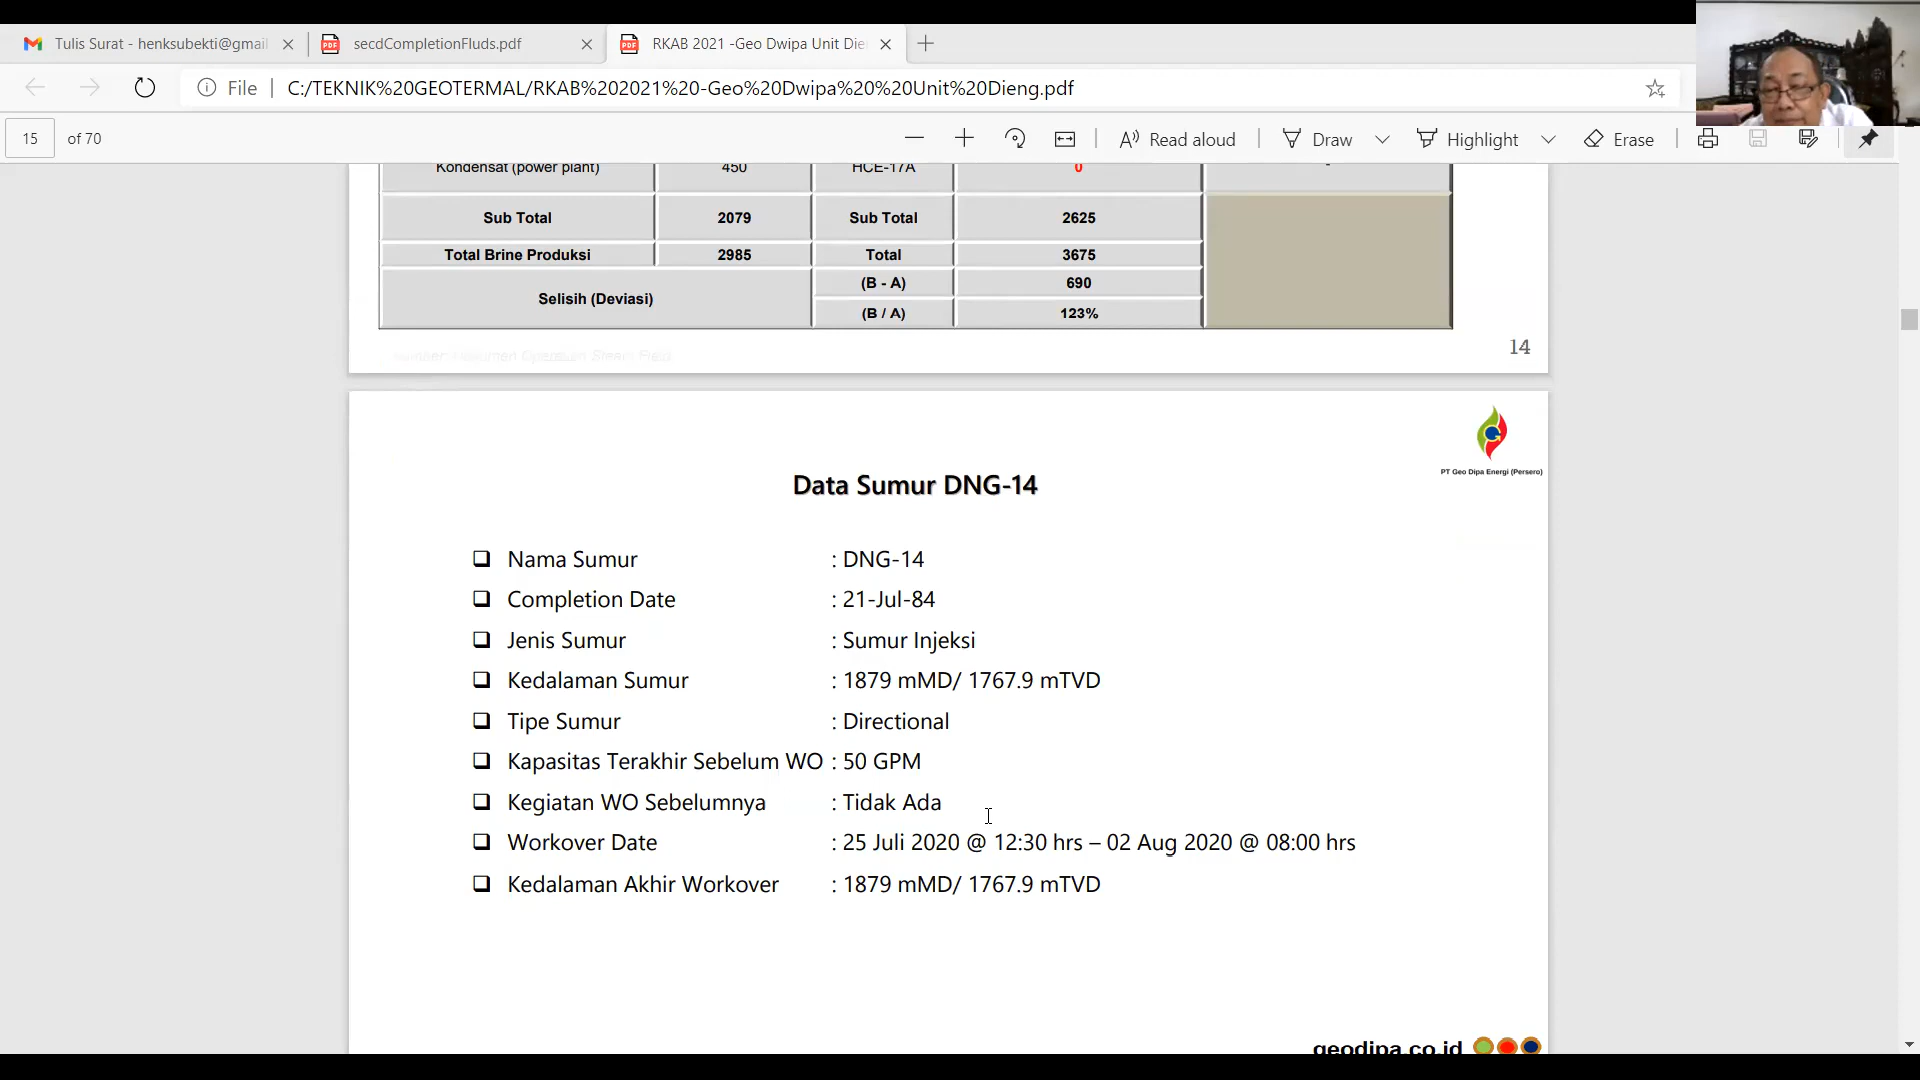 Tulis Surat - henksubekti@gmail
secdCompletionFluds.pdf
RKAB 2021 -Geo Dwipa Unit Die
File
C:/TEKNIK%20GEOTERMAL/RKAB%202021%20-Geo%20Dwipa%20%20Unit%20Dieng.pdf
15 of 70
Read aloud
Draw
Highlight
Erase
Kondensat (power plant) 450 HCE-17A 0 -
Sub Total 2079 Sub Total 2625
Total Brine Produksi 2985 Total 3675
Selisih (Deviasi) (B - A) 690
(B / A) 123%
14
PT Geo Dipa Energi (Persero)
Data Sumur DNG-14
❑ Nama Sumur : DNG-14
❑ Completion Date : 21-Jul-84
❑ Jenis Sumur : Sumur Injeksi
❑ Kedalaman Sumur : 1879 mMD/ 1767.9 mTVD
❑ Tipe Sumur : Directional
❑ Kapasitas Terakhir Sebelum WO : 50 GPM
❑ Kegiatan WO Sebelumnya : Tidak Ada
❑ Workover Date : 25 Juli 2020 @ 12:30 hrs – 02 Aug 2020 @ 08:00 hrs
❑ Kedalaman Akhir Workover : 1879 mMD/ 1767.9 mTVD
geodipa.co.id